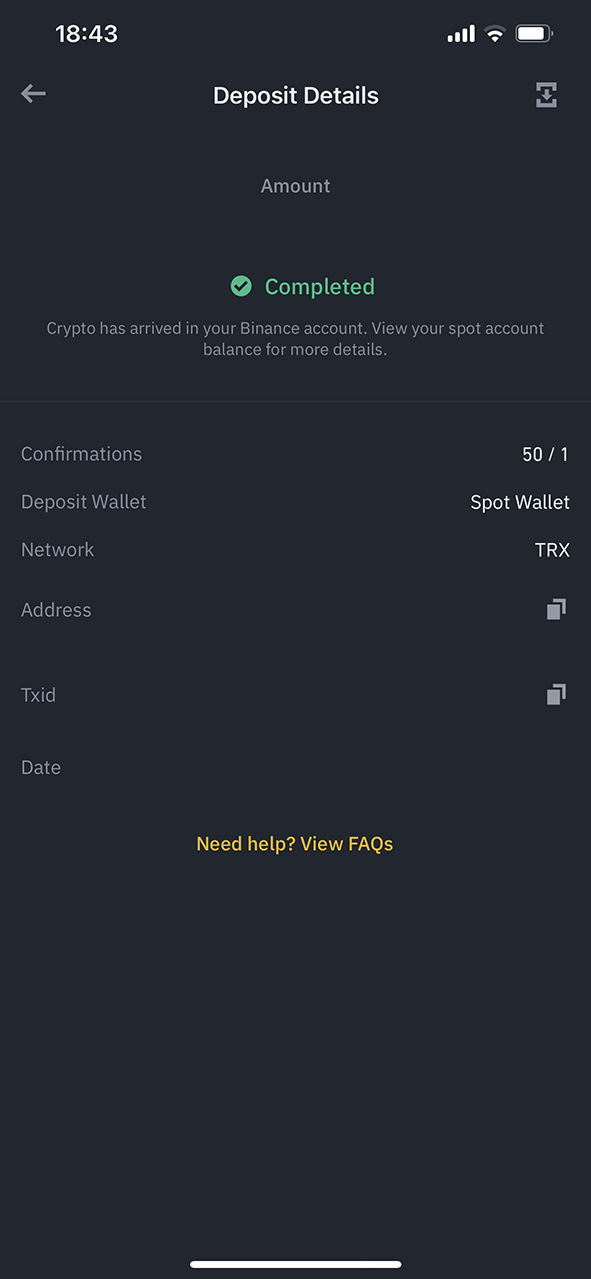 18:43
Deposit Details
Amount
Completed
Crypto has arrived in your Binance account. View your spot account
balance for more details.
Confirmations 50 / 1
Deposit Wallet Spot Wallet
Network TRX
Address
Txid
Date
Need help? View FAQs